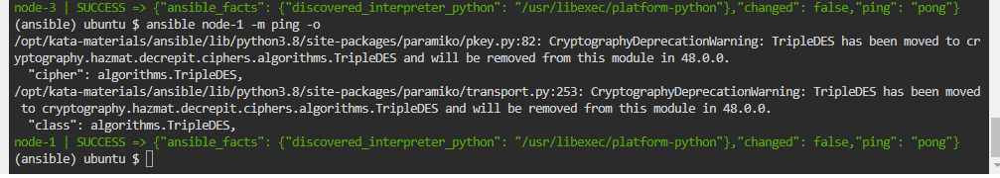 node-3 | SUCCESS => {"ansible_facts": {"discovered_interpreter_python": "/usr/libexec/platform-python"},"changed": false,"ping": "pong"}
(ansible) ubuntu $ ansible node-1 -m ping -o
/opt/kata-materials/ansible/lib/python3.8/site-packages/paramiko/pkey.py:82: CryptographyDeprecationWarning: TripleDES has been moved to cr
yptography.hazmat.decrepit.ciphers.algorithms.TripleDES and will be removed from this module in 48.0.0.
  "cipher": algorithms.TripleDES,
/opt/kata-materials/ansible/lib/python3.8/site-packages/paramiko/transport.py:253: CryptographyDeprecationWarning: TripleDES has been moved
 to cryptography.hazmat.decrepit.ciphers.algorithms.TripleDES and will be removed from this module in 48.0.0.
  "class": algorithms.TripleDES,
node-1 | SUCCESS => {"ansible_facts": {"discovered_interpreter_python": "/usr/libexec/platform-python"},"changed": false,"ping": "pong"}
(ansible) ubuntu $